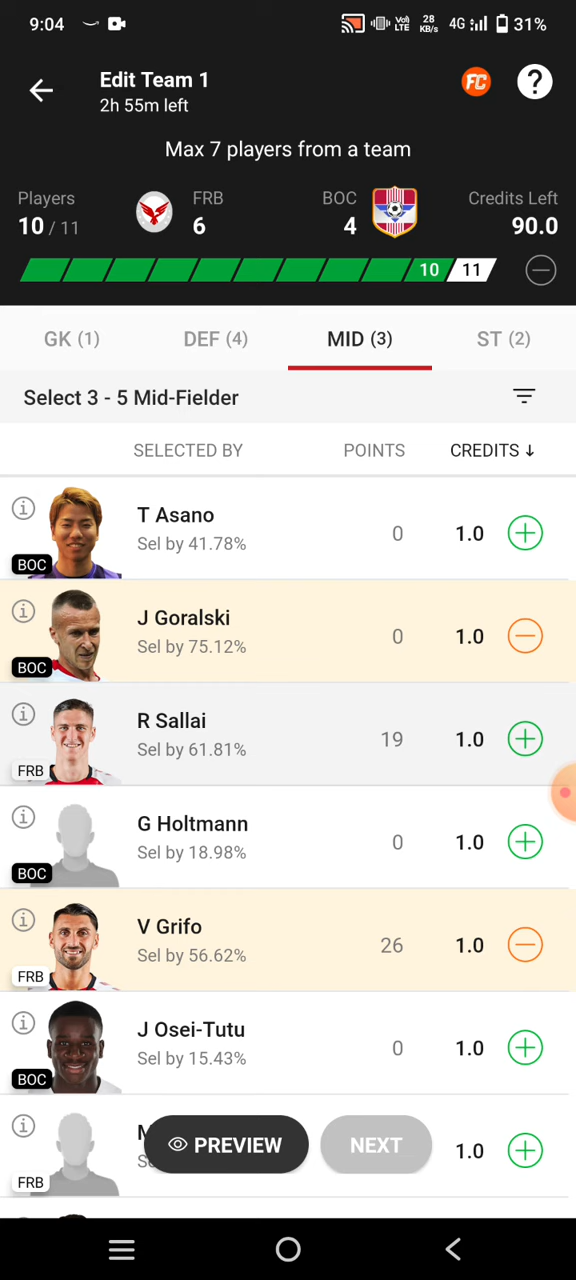 9:04
Vo)
LTE
28
KB/s
4G
31%
Edit Team 1
2h 55m left
FC
?
Max 7 players from a team
Players
FRB
BOC
Credits Left
10 / 11
6
4
90.0
10
11
GK (1)
DEF (4)
MID (3)
ST (2)
Select 3 - 5 Mid-Fielder
SELECTED BY
POINTS
CREDITS ↓
T Asano
Sel by 41.78%
0
1.0
BOC
J Goralski
Sel by 75.12%
0
1.0
BOC
R Sallai
Sel by 61.81%
19
1.0
FRB
G Holtmann
Sel by 18.98%
0
1.0
BOC
V Grifo
Sel by 56.62%
26
1.0
FRB
J Osei-Tutu
Sel by 15.43%
0
1.0
BOC
PREVIEW
NEXT
1.0
FRB